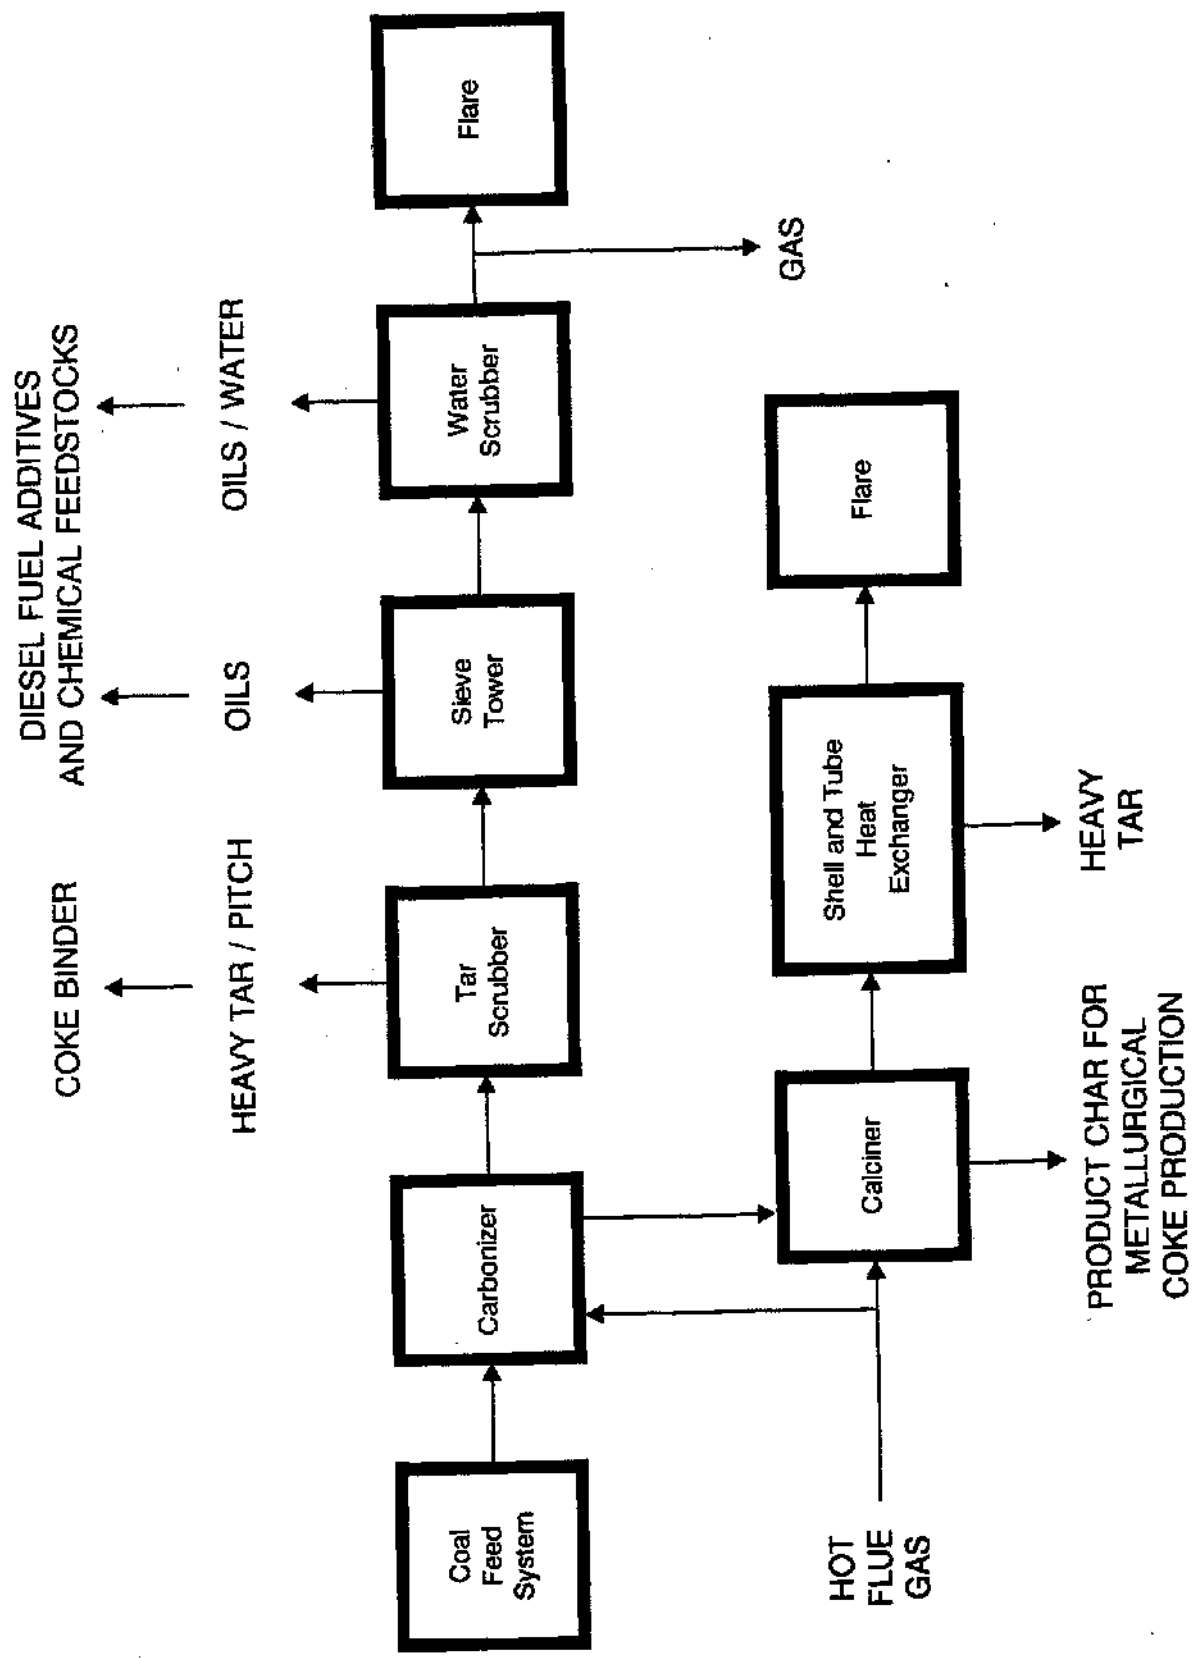 DIESEL FUEL ADDITIVES
AND CHEMICAL FEEDSTOCKS
COKE BINDER
HEAVY TAR / PITCH
OILS
OILS / WATER
Coal
Feed
System
Carbonizer
Tar
Scrubber
Sieve
Tower
Water
Scrubber
Flare
GAS
HOT
FLUE
GAS
Calciner
Shell and Tube
Heat
Exchanger
Flare
PRODUCT CHAR FOR
METALLURGICAL
COKE PRODUCTION
HEAVY
TAR